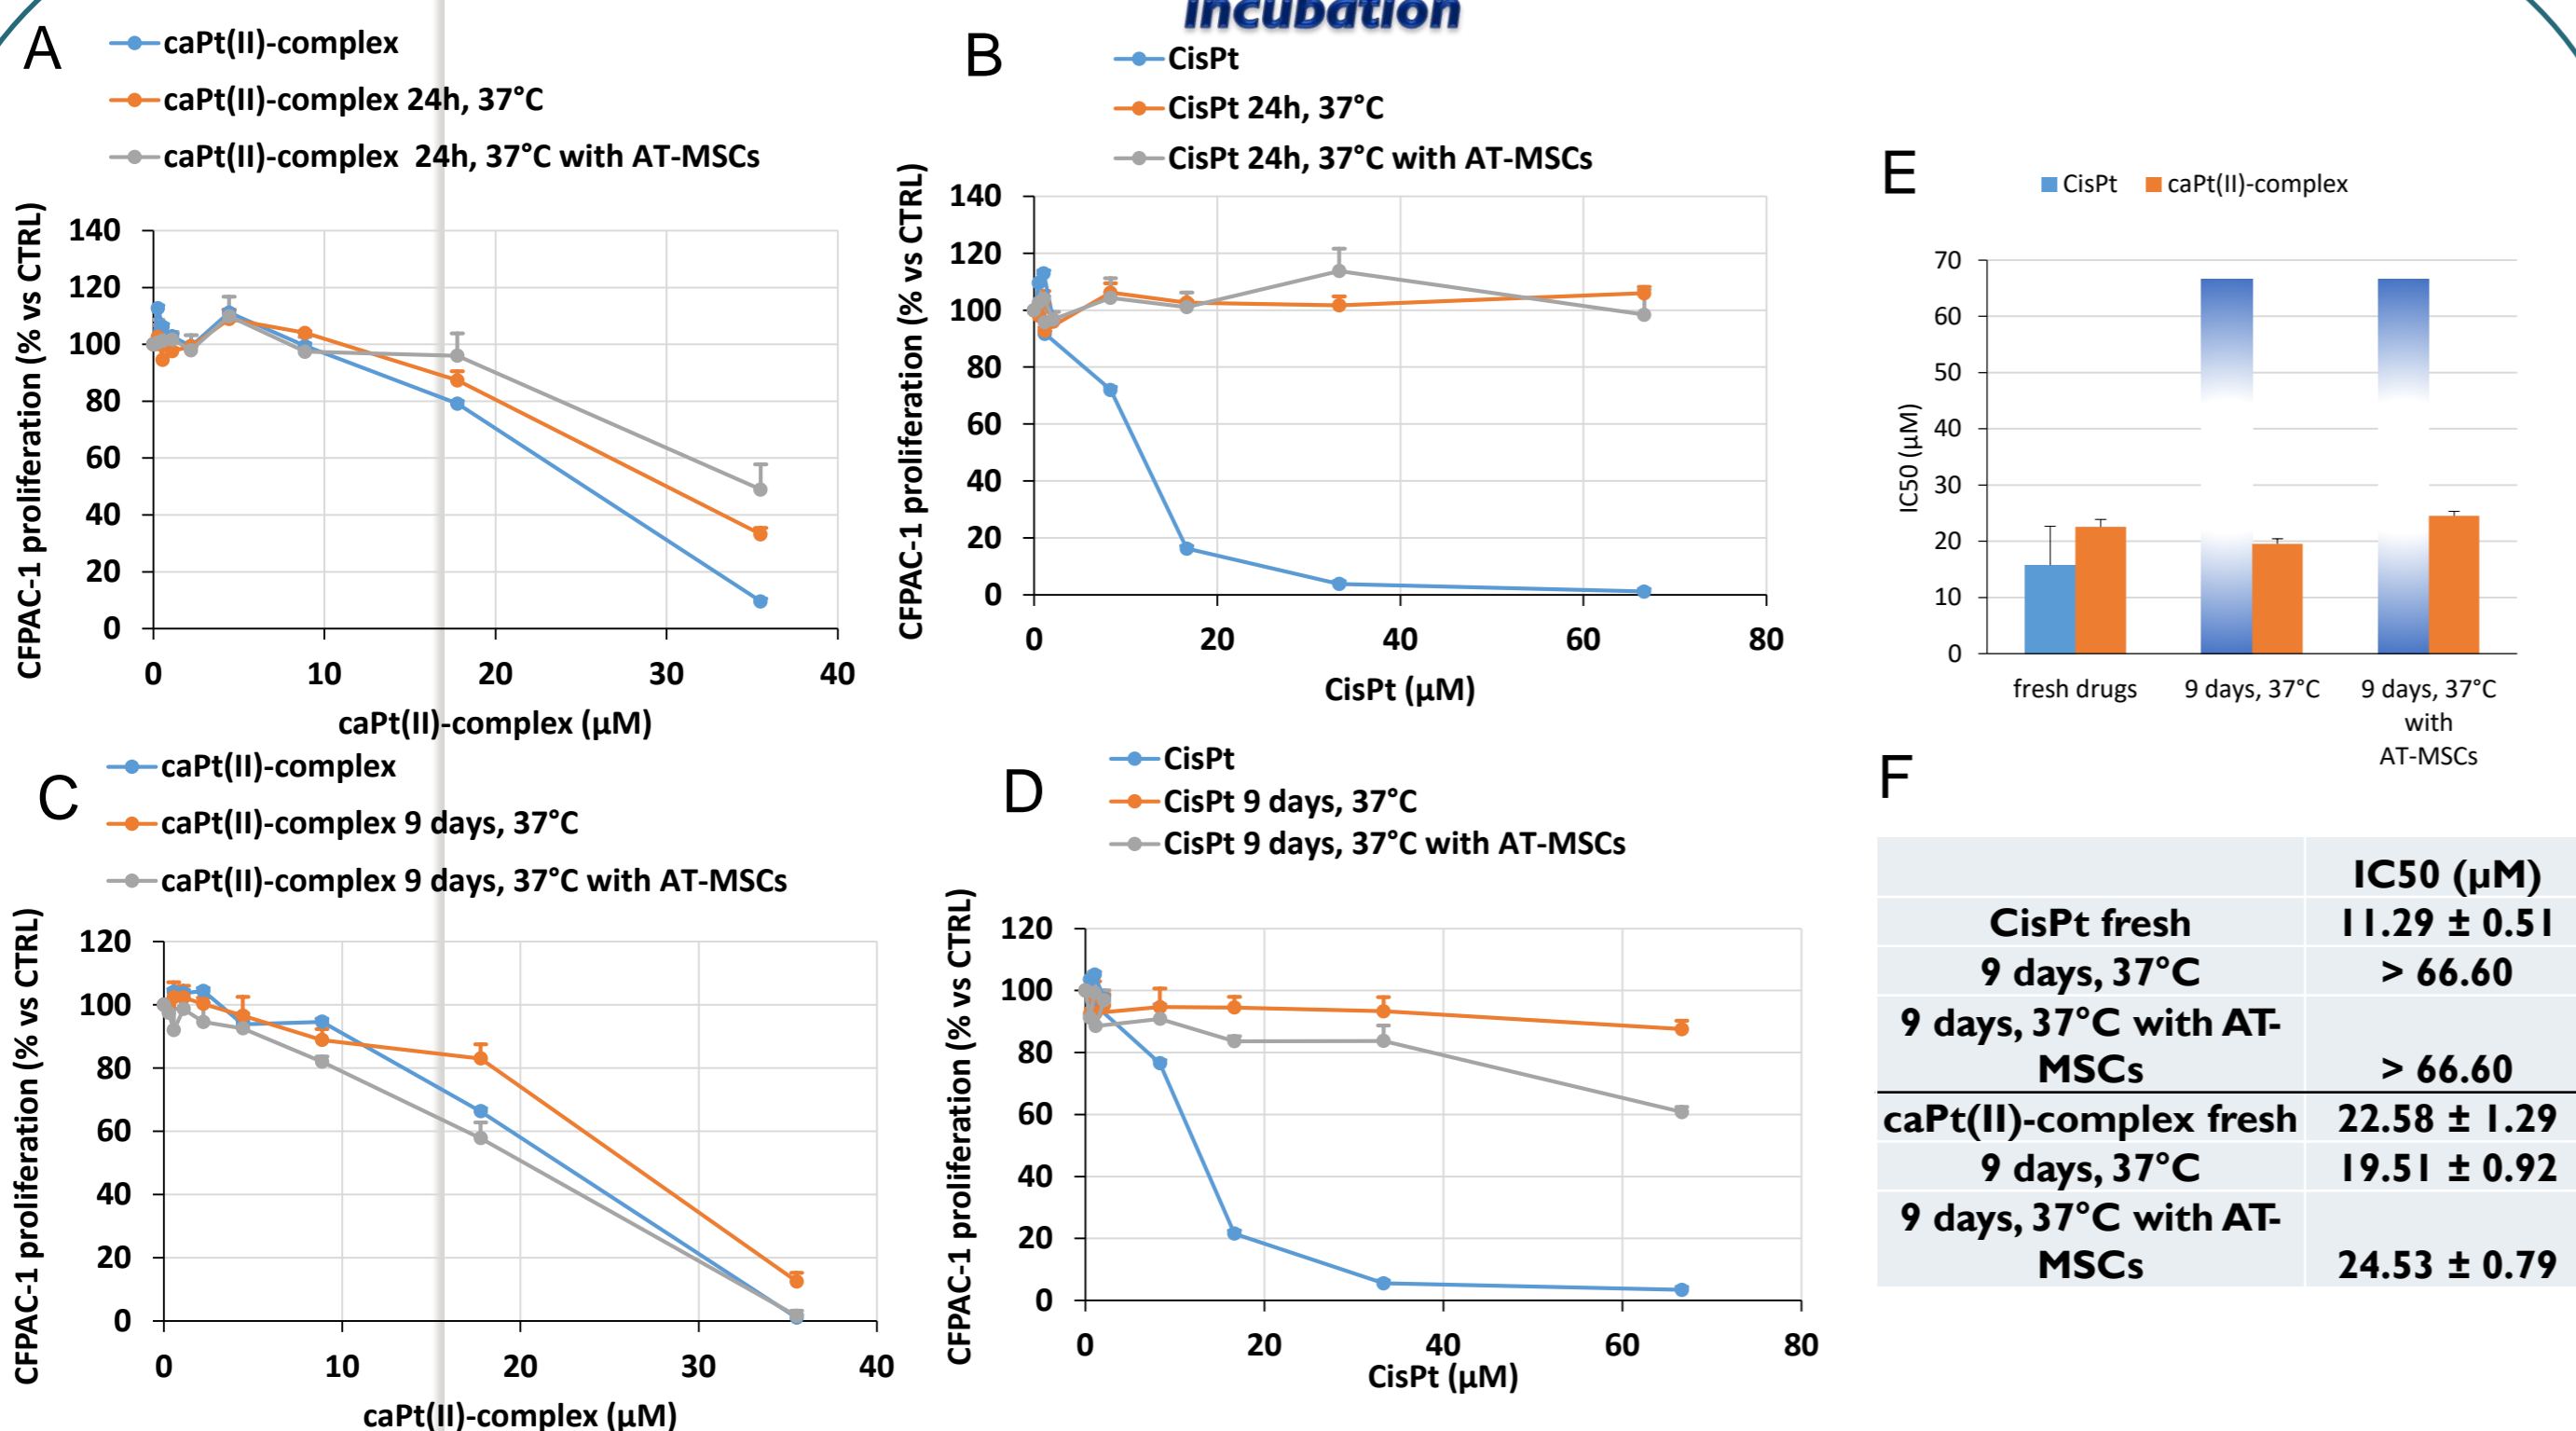 incubation
A
caPt(II)-complex
caPt(II)-complex 24h, 37°C
caPt(II)-complex 24h, 37°C with AT-MSCs
CFPAC-1 proliferation (% vs CTRL)
140
120
100
80
60
40
20
0
0 10 20 30 40
caPt(II)-complex (µM)
B
CisPt
CisPt 24h, 37°C
CisPt 24h, 37°C with AT-MSCs
CFPAC-1 proliferation (% vs CTRL)
140
120
100
80
60
40
20
0
0 20 40 60 80
CisPt (µM)
C
caPt(II)-complex
caPt(II)-complex 9 days, 37°C
caPt(II)-complex 9 days, 37°C with AT-MSCs
CFPAC-1 proliferation (% vs CTRL)
120
100
80
60
40
20
0
0 10 20 30 40
caPt(II)-complex (µM)
D
CisPt
CisPt 9 days, 37°C
CisPt 9 days, 37°C with AT-MSCs
CFPAC-1 proliferation (% vs CTRL)
120
100
80
60
40
20
0
0 20 40 60 80
CisPt (µM)
E
CisPt caPt(II)-complex
IC50 (µM)
70
60
50
40
30
20
10
0
fresh drugs 9 days, 37°C 9 days, 37°C
with
AT-MSCs
F
IC50 (µM)
CisPt fresh 11.29 ± 0.51
9 days, 37°C > 66.60
9 days, 37°C with AT-
MSCs > 66.60
caPt(II)-complex fresh 22.58 ± 1.29
9 days, 37°C 19.51 ± 0.92
9 days, 37°C with AT-
MSCs 24.53 ± 0.79